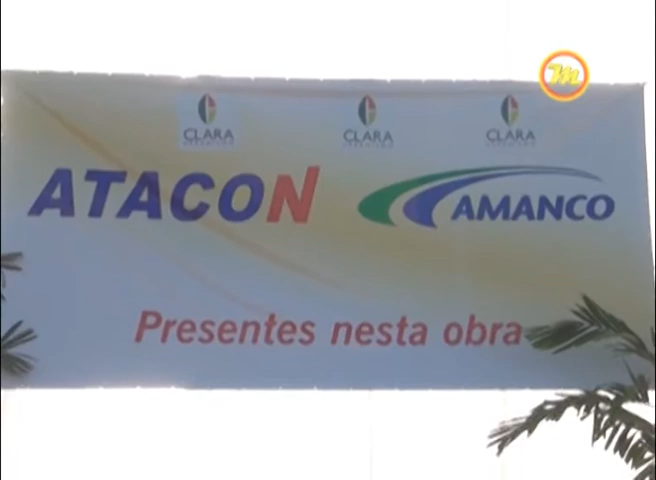 m
CLARA CLARA CLARA
ATACON AMANCO
Presentes nesta obra